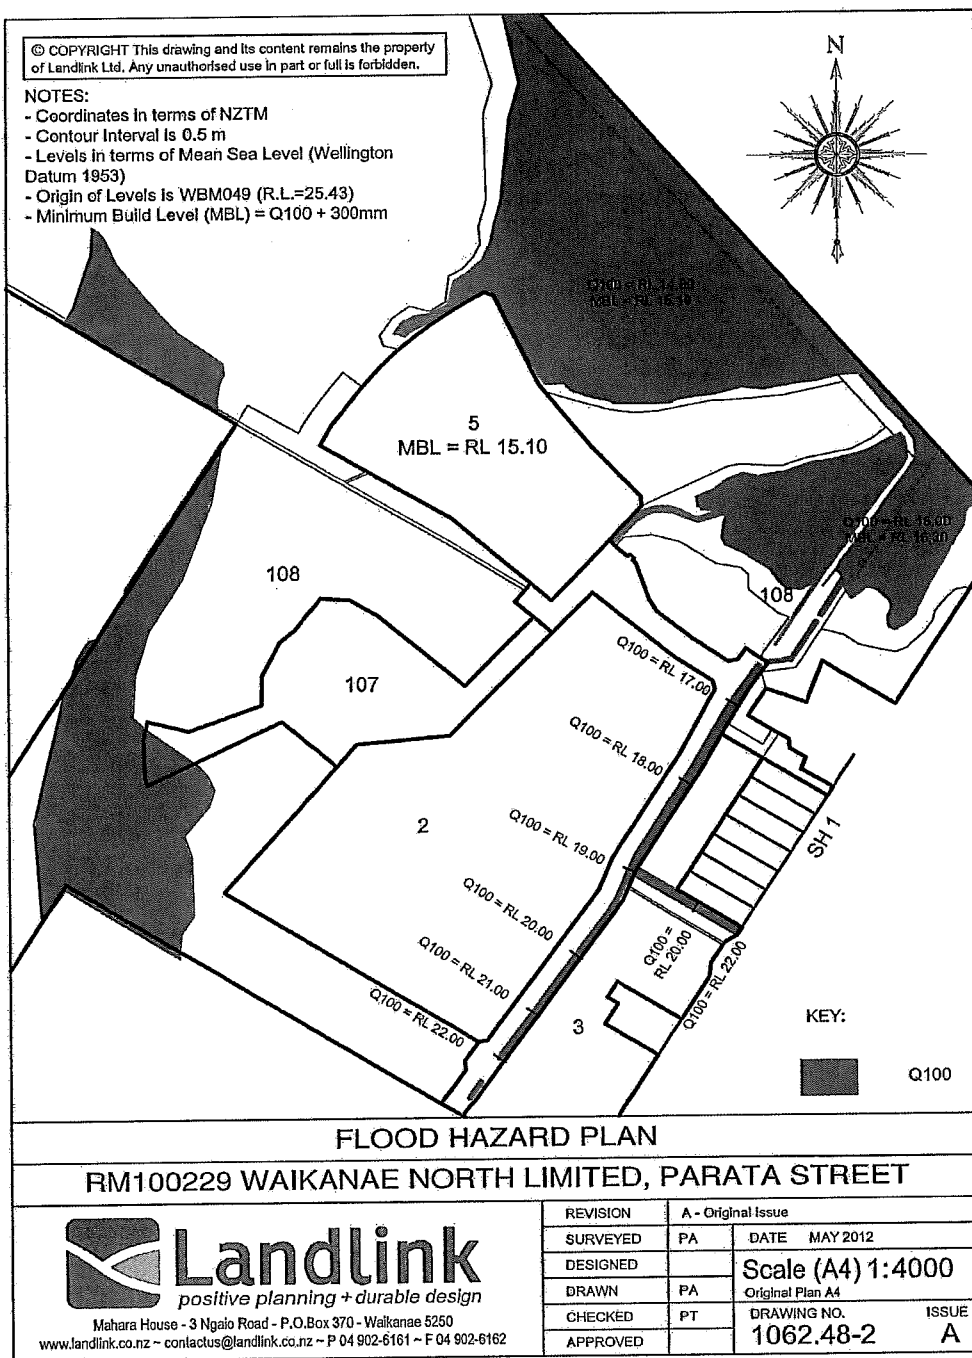 © COPYRIGHT This drawing and its content remains the property
of Landlink Ltd. Any unauthorised use in part or full is forbidden.
NOTES:
- Coordinates in terms of NZTM
- Contour Interval is 0.5 m
- Levels in terms of Mean Sea Level (Wellington
Datum 1953)
- Origin of Levels is WBM049 (R.L.=25.43)
- Minimum Build Level (MBL) = Q100 + 300mm
N
5
MBL = RL 15.10
Q100 = RL 16.00
MBL = RL 16.30
108
108
107
2
3
Q100 = RL 17.00
Q100 = RL 18.00
Q100 = RL 19.00
Q100 = RL 20.00
Q100 = RL 21.00
Q100 = RL 22.00
Q100 =
RL 20.00
Q100 = RL 22.00
SH 1
KEY:
Q100
FLOOD HAZARD PLAN
RM100229 WAIKANAE NORTH LIMITED, PARATA STREET
Landlink
positive planning + durable design
Mahara House - 3 Ngaio Road - P.O.Box 370 - Waikanae 5250
www.landlink.co.nz ~ contactus@landlink.co.nz ~ P 04 902-6161 ~ F 04 902-6162
REVISION A - Original Issue
SURVEYED PA DATE MAY 2012
DESIGNED
DRAWN PA
CHECKED PT
APPROVED
Scale (A4) 1:4000
Original Plan A4
DRAWING NO. ISSUE
1062.48-2 A